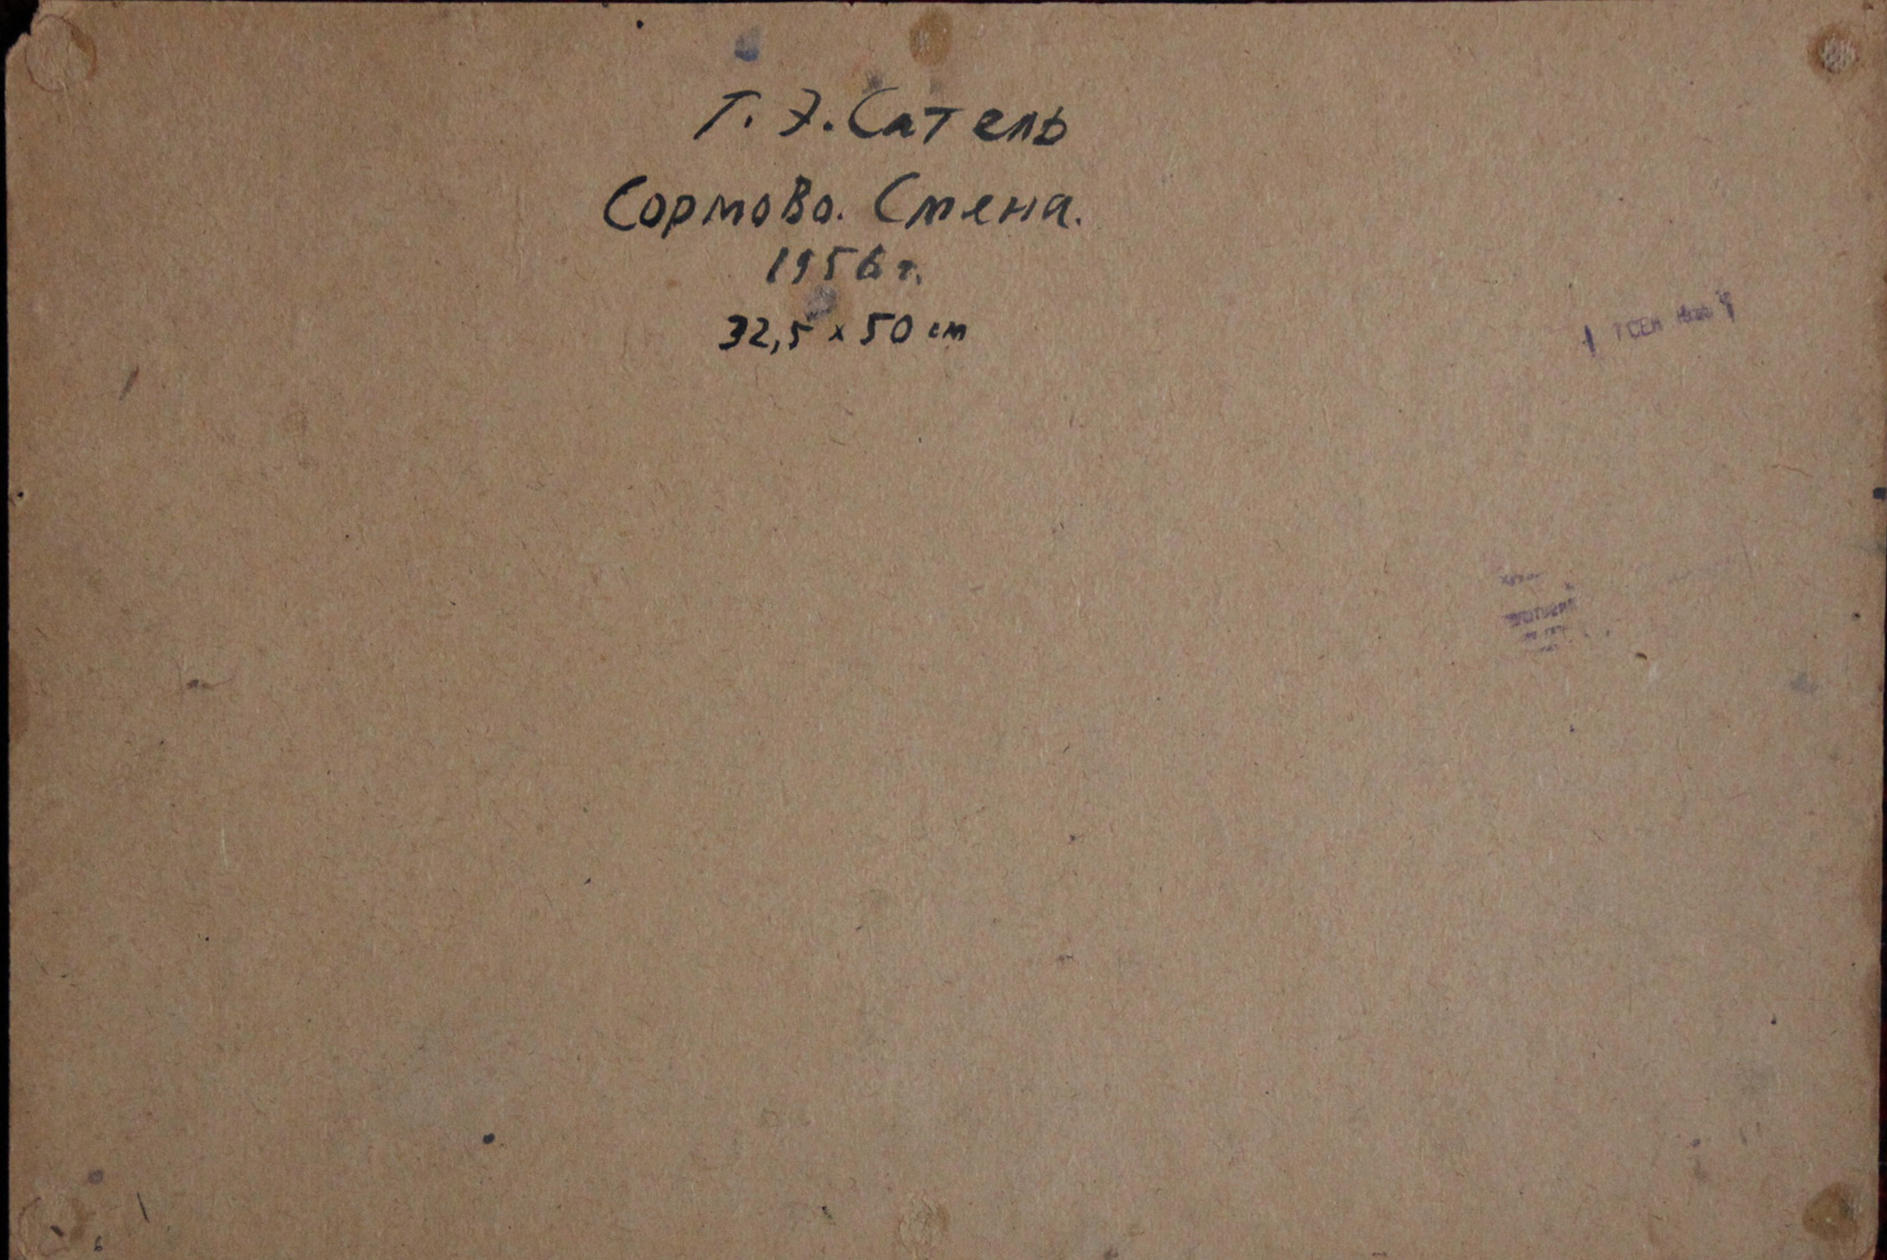 Г. Э. Сатель
Сормово. Смена.
1956 г.
32,5 х 50 см